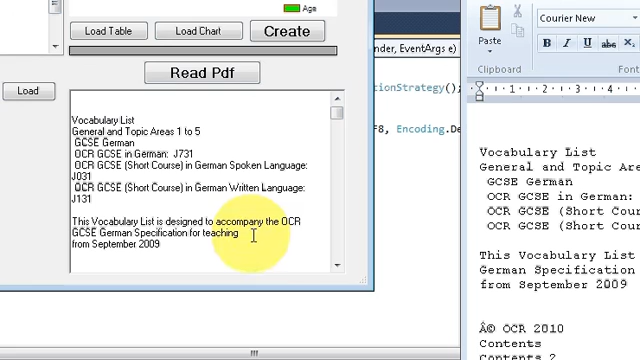 Age
Load Table
Load Chart
Create
Read Pdf
Load
Vocabulary List
General and Topic Areas 1 to 5
GCSE German
OCR GCSE in German: J731
OCR GCSE (Short Course) in German Spoken Language:
J031
OCR GCSE (Short Course) in German Written Language:
J131
This Vocabulary List is designed to accompany the OCR
GCSE German Specification for teaching
from September 2009
nder, EventArgs e)
ctionStrategy();
F8, Encoding.De
Paste
Clipboard
Courier New
B I U
Fo
1 2
Vocabulary List
General and Topic Area
GCSE German
OCR GCSE in German:
OCR GCSE (Short Cour
OCR GCSE (Short Cour
This Vocabulary List
German Specification
from September 2009
Â© OCR 2010
Contents
Contents 2